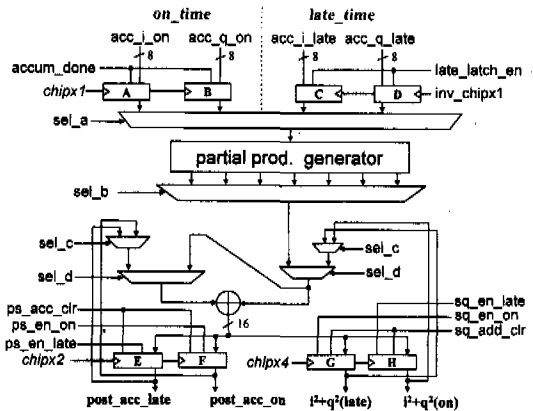 on_time late_time
acc_i_on acc_q_on acc_i_late acc_q_late
8 8 8 8
accum_done late_latch_en
chipx1 A B C D inv_chipx1
sel_a
partial prod. generator
sel_b
sel_c sel_c
sel_d sel_d
ps_acc_clr sq_en_late
ps_en_on 16 sq_en_on
ps_en_late sq_add_clr
chipx2 E F chipx4 G H
post_acc_late post_acc_on i²+q²(late) i²+q²(on)